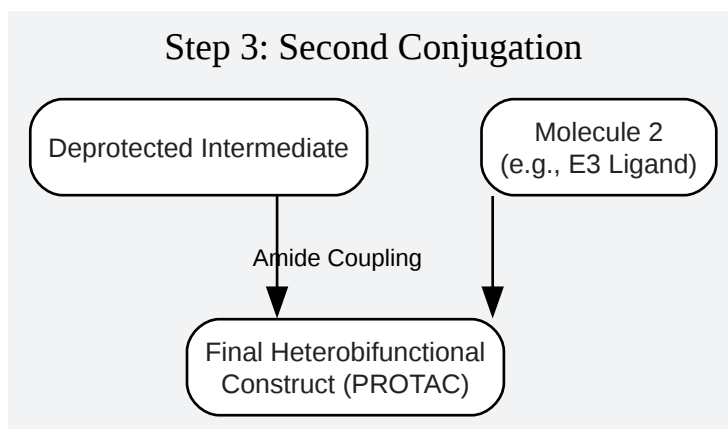 Step 3: Second Conjugation
Deprotected Intermediate
Molecule 2
(e.g., E3 Ligand)
Amide Coupling
Final Heterobifunctional
Construct (PROTAC)